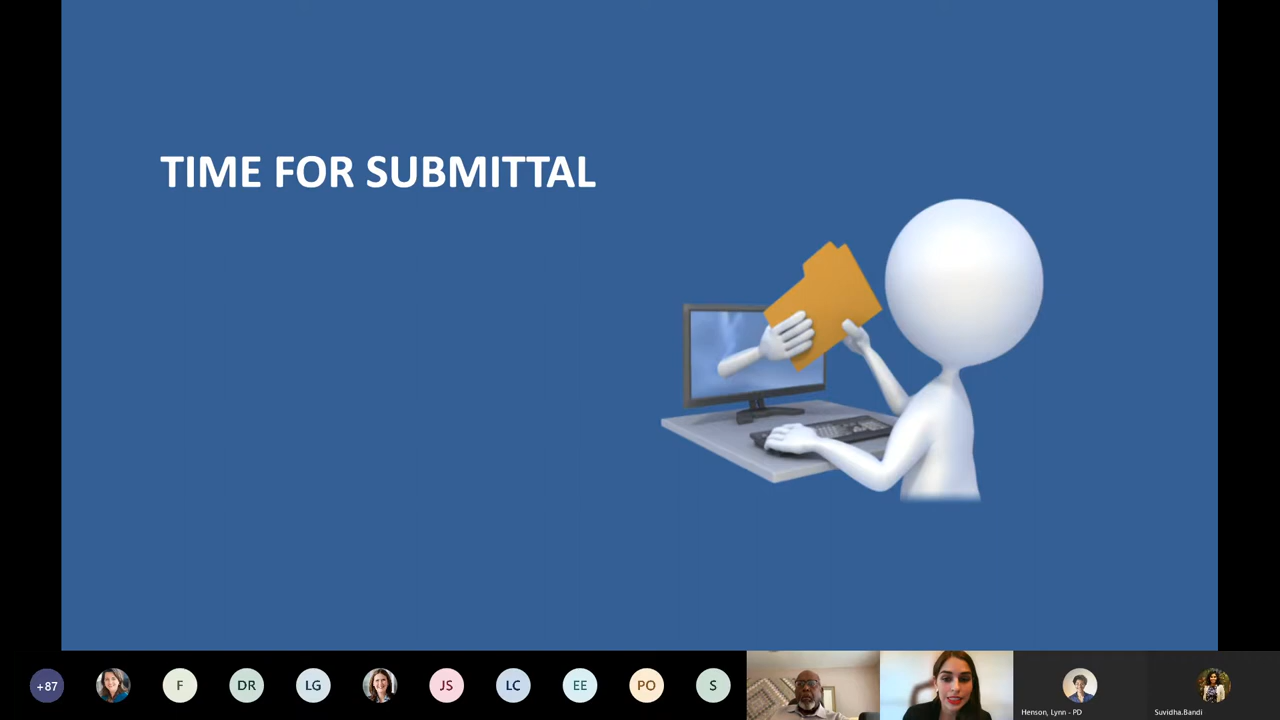 TIME FOR SUBMITTAL
+87
F
DR
LG
JS
LC
EE
PO
S
Henson, Lynn - PD
Suvidha.Bandi